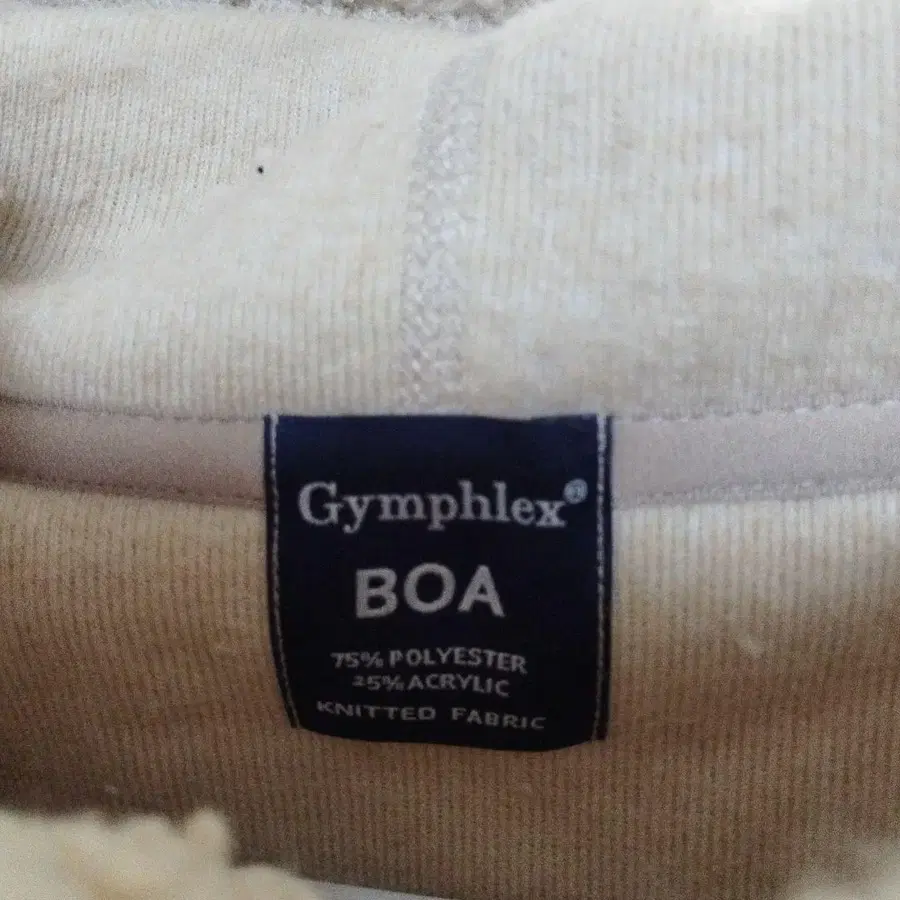 Gymphlex®
BOA
75% POLYESTER
25% ACRYLIC
KNITTED FABRIC